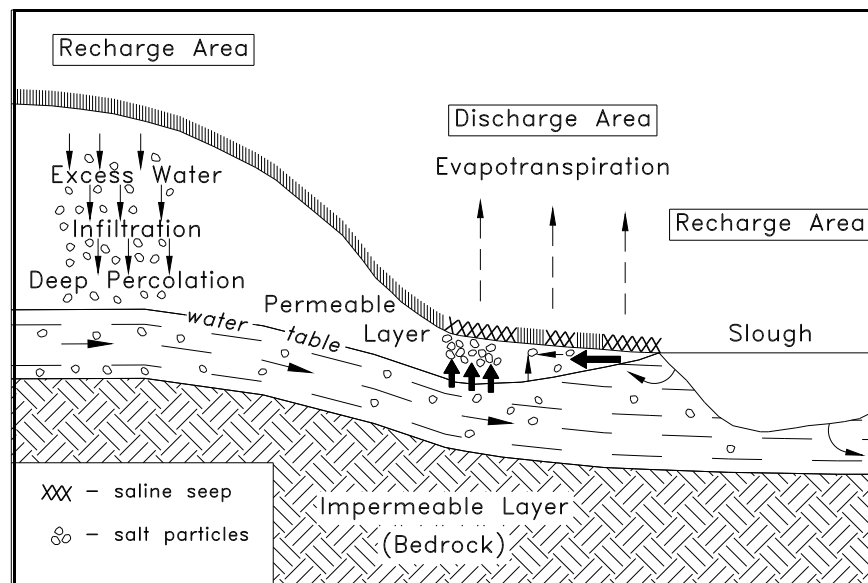 Recharge Area
Discharge Area
Evapotranspiration
Excess Water
Recharge Area
Infiltration
Deep Percolation
Permeable
Layer
water table
Slough
saline seep
salt particles
Impermeable Layer
(Bedrock)